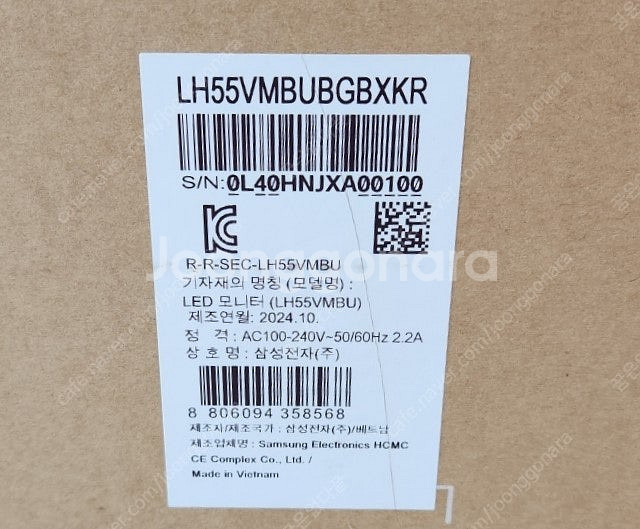 LH55VMBUBGBXKR
S/N:0L40HNJXA00100
R-R-SEC-LH55VMBU
기자재의 명칭 (모델명) :
LED 모니터 (LH55VMBU)
제조연월: 2024.10.
정 격 : AC100-240V~50/60Hz 2.2A
상 호 명 : 삼성전자(주)
8 806094 358568
제조자/제조국가 : 삼성전자(주)/베트남
제조업체명 : Samsung Electronics HCMC
CE Complex Co., Ltd. /
Made in Vietnam
Joonggonara